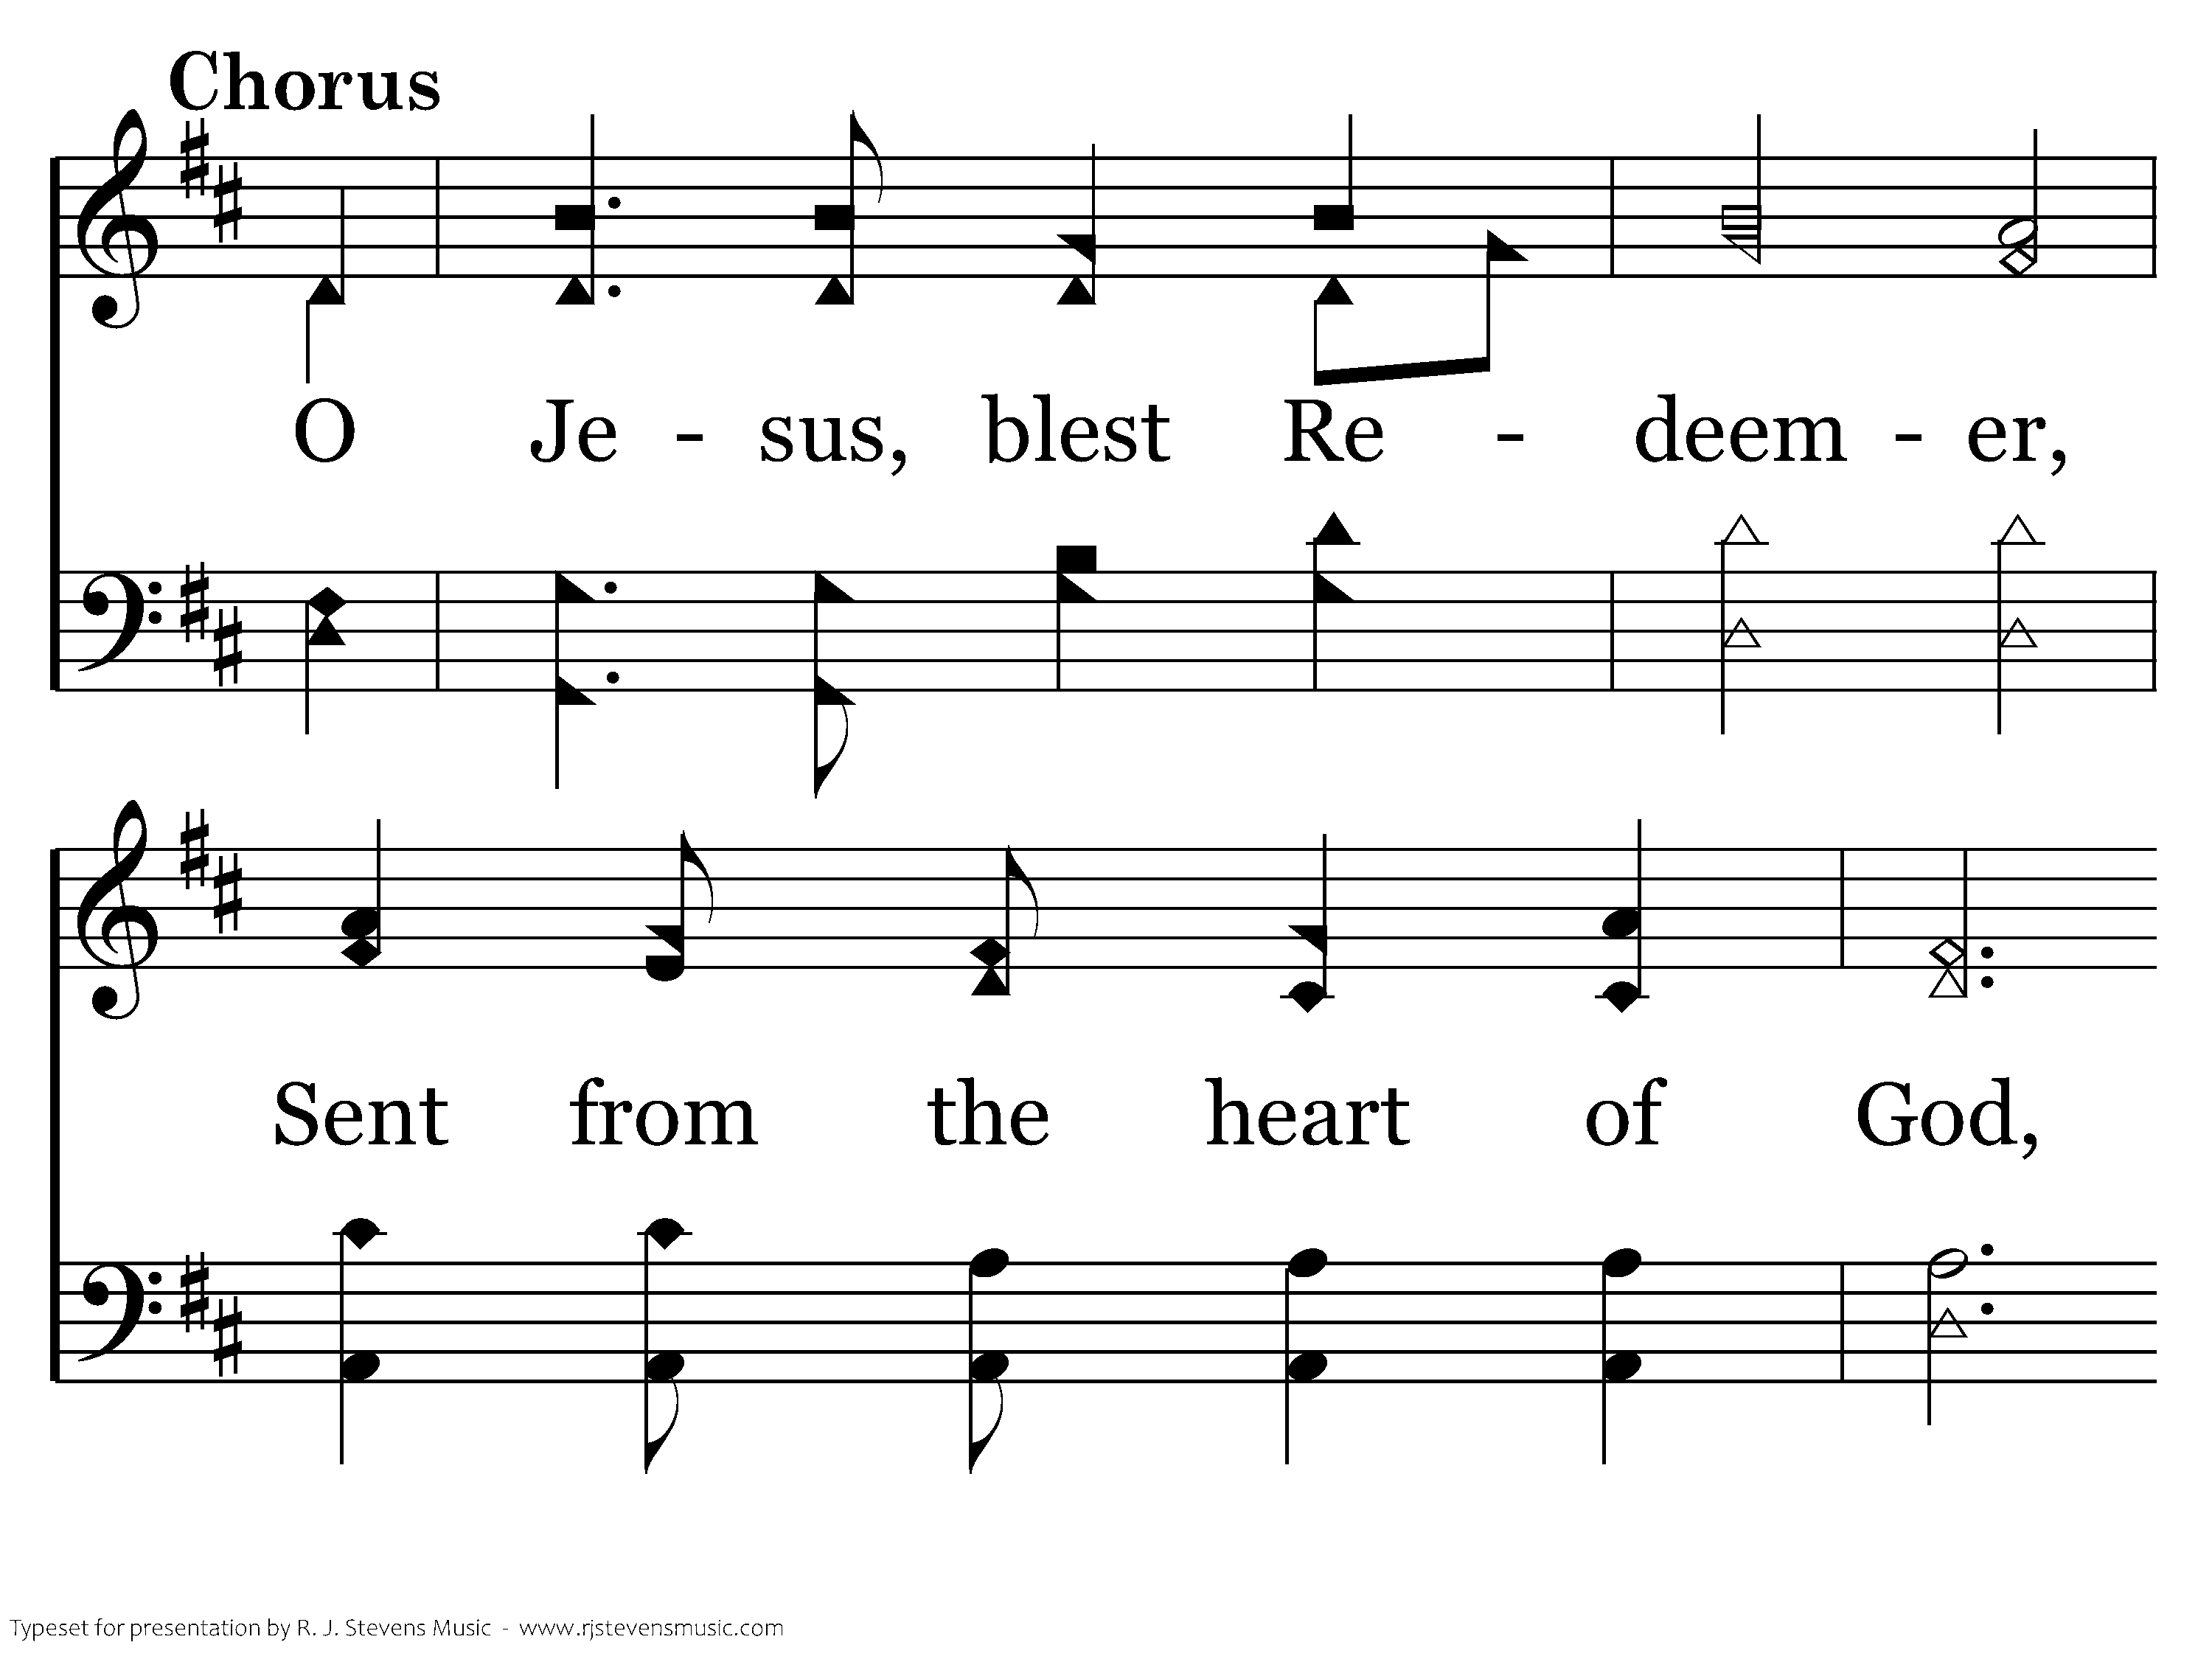 Chorus
O Je - sus, blest Re - deem - er,
Sent from the heart of God,
Typeset for presentation by R. J. Stevens Music - www.rjstevensmusic.com